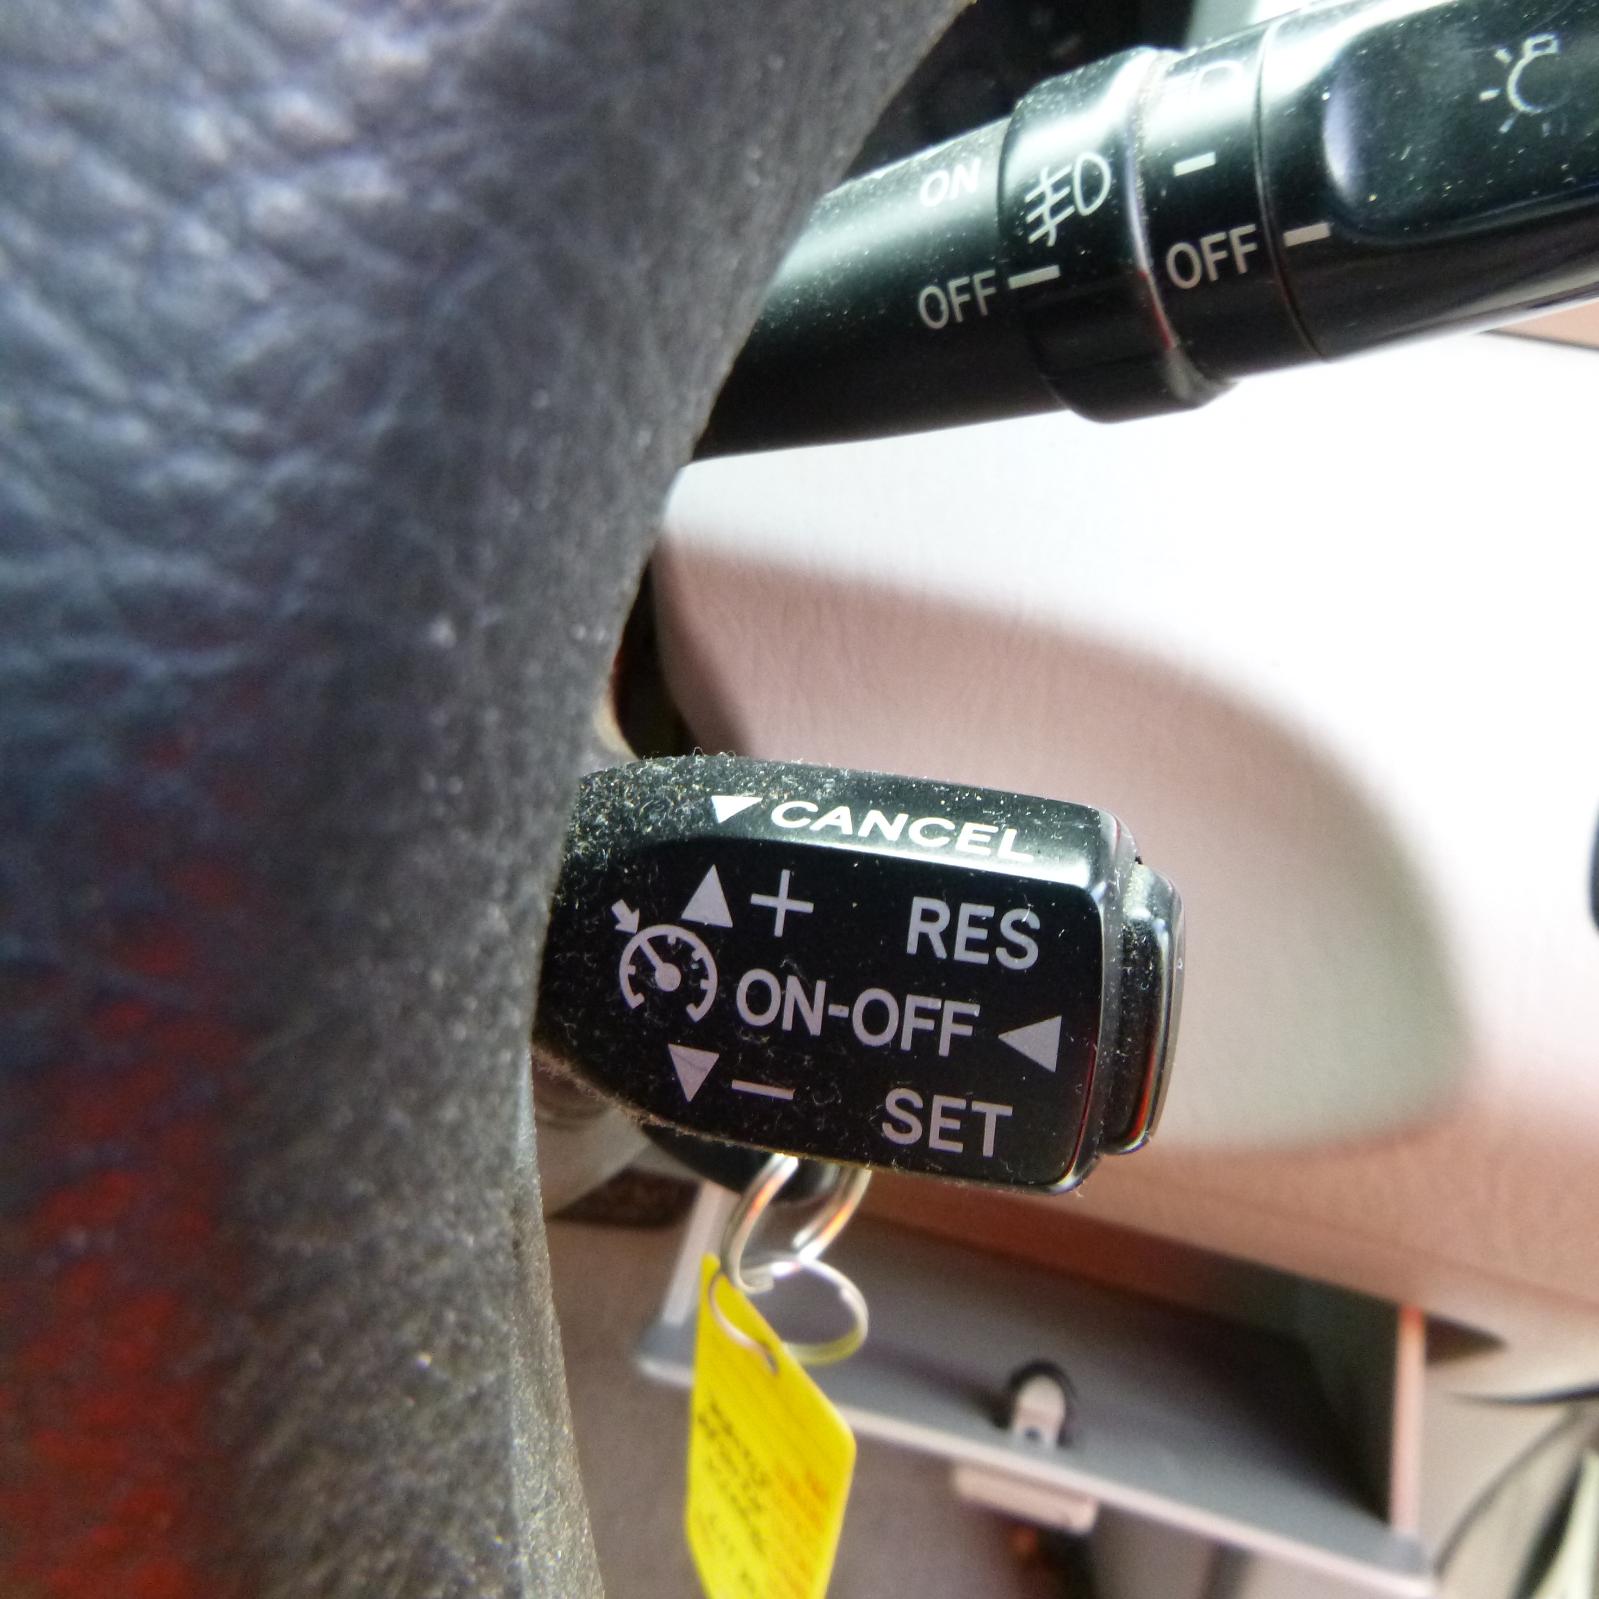 ON
OFF
OFF
CANCEL
+ RES
ON-OFF
— SET